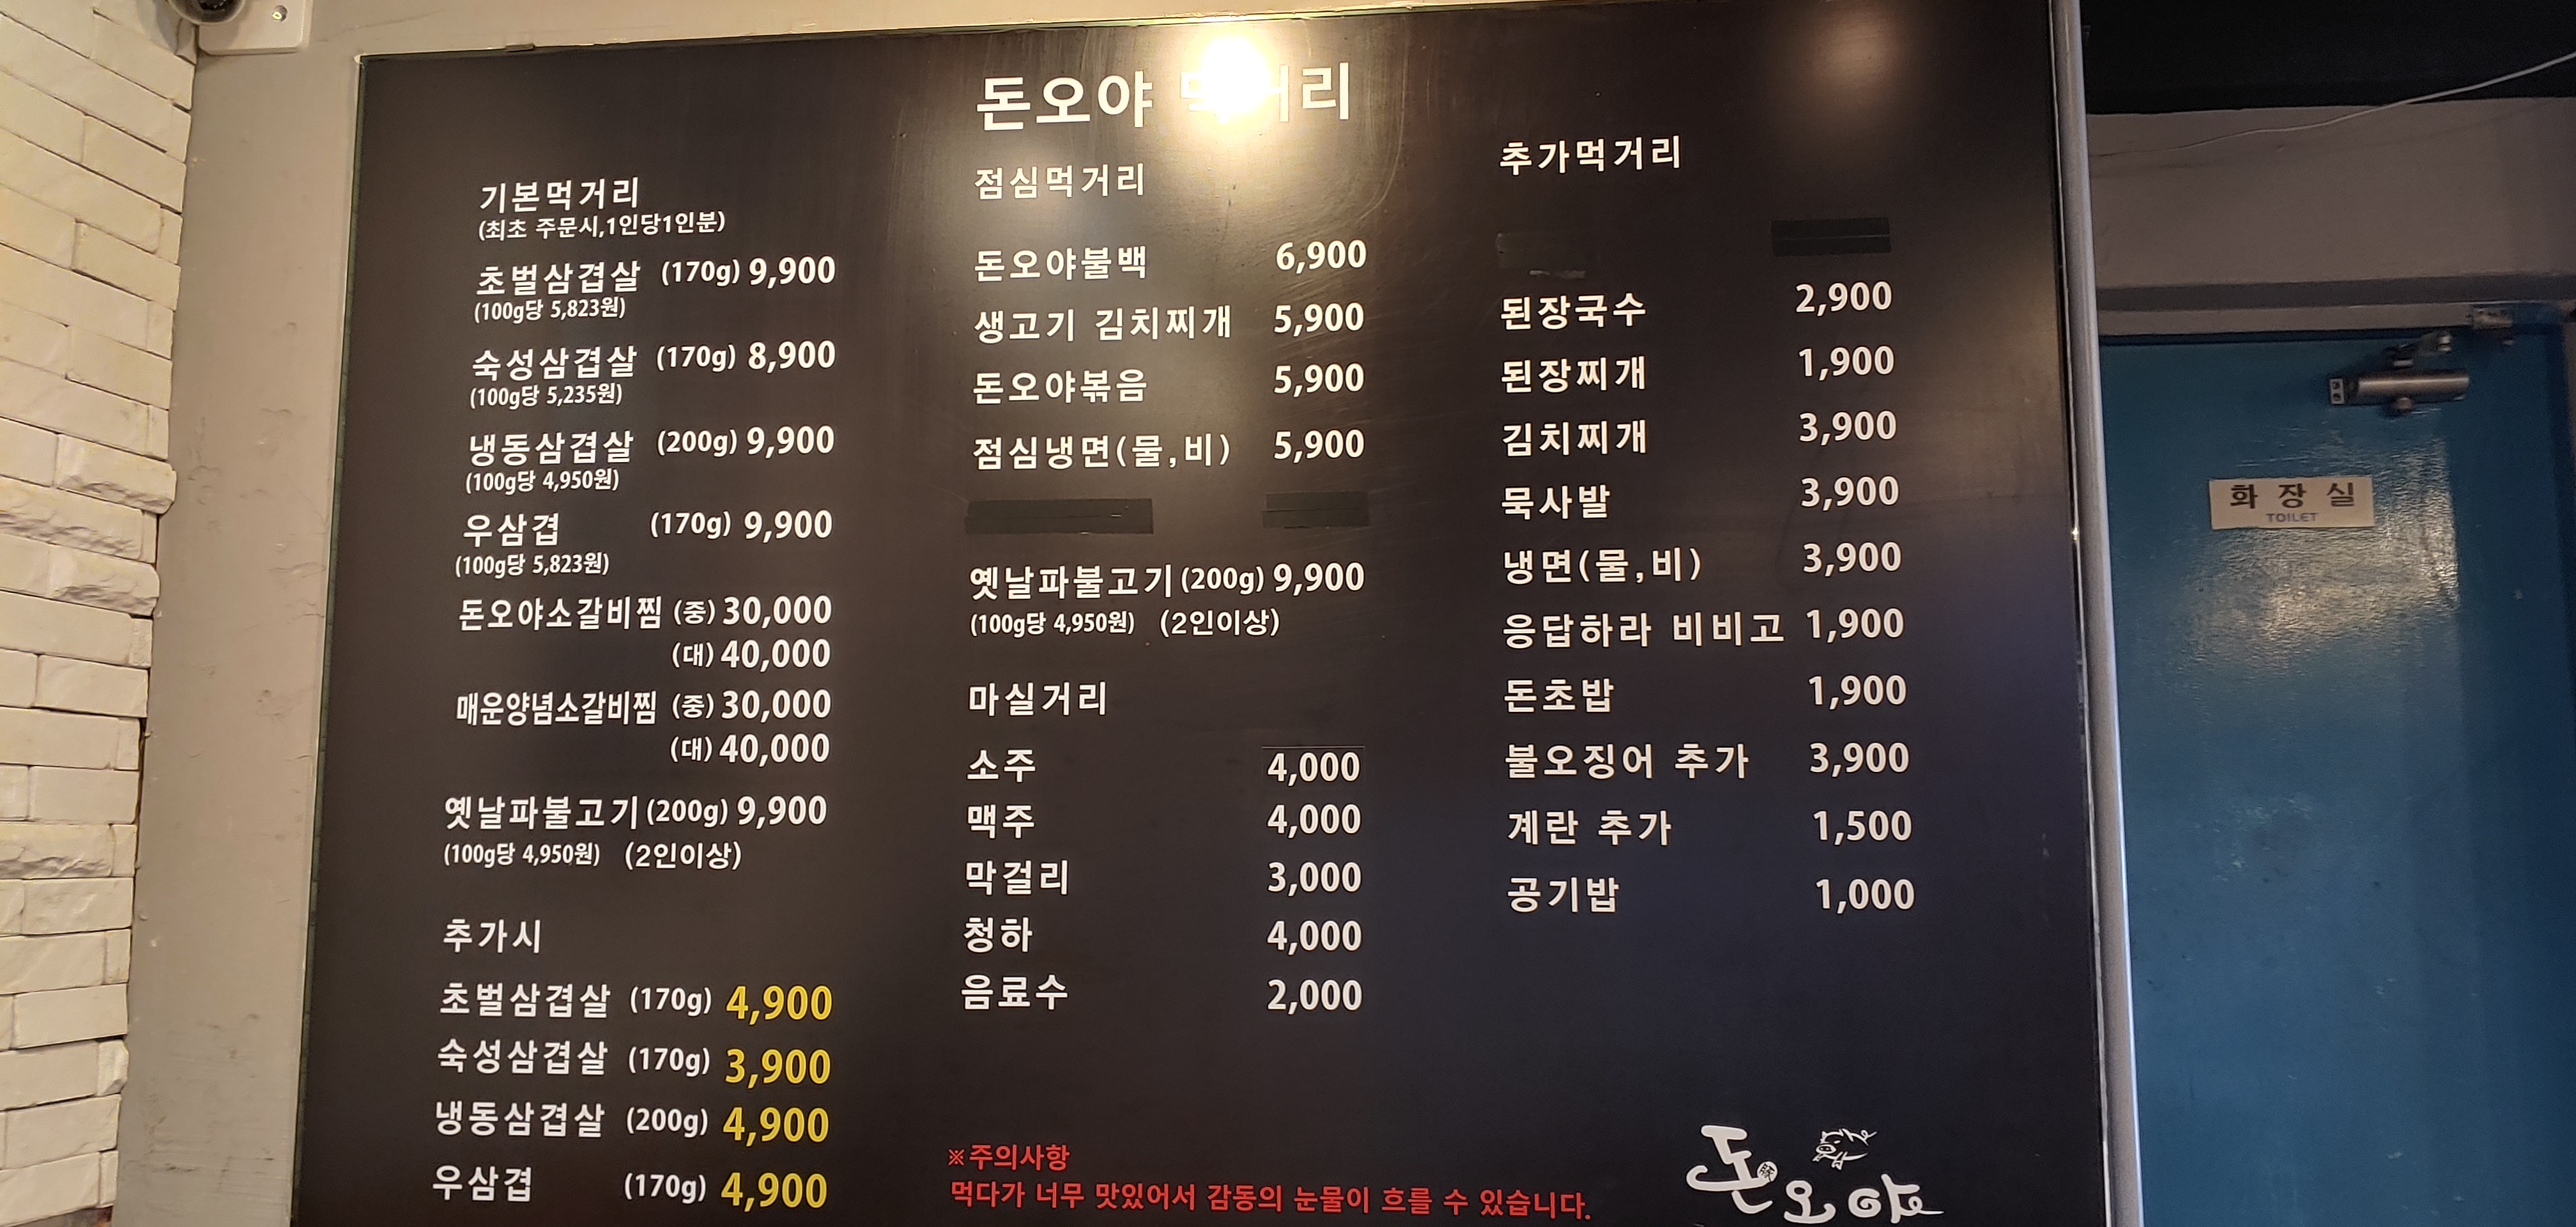 돈오야 먹거리
기본먹거리
(최초 주문시,1인당1인분)
초벌삼겹살 (170g) 9,900
(100g당 5,823원)
숙성삼겹살 (170g) 8,900
(100g당 5,235원)
냉동삼겹살 (200g) 9,900
(100g당 4,950원)
우삼겹 (170g) 9,900
(100g당 5,823원)
돈오야소갈비찜 (중) 30,000
(대) 40,000
매운양념소갈비찜 (중) 30,000
(대) 40,000
옛날파불고기 (200g) 9,900
(100g당 4,950원) (2인이상)
추가시
초벌삼겹살 (170g) 4,900
숙성삼겹살 (170g) 3,900
냉동삼겹살 (200g) 4,900
우삼겹 (170g) 4,900
점심먹거리
돈오야불백 6,900
생고기 김치찌개 5,900
돈오야볶음 5,900
점심냉면(물,비) 5,900
옛날파불고기 (200g) 9,900
(100g당 4,950원) (2인이상)
마실거리
소주 4,000
맥주 4,000
막걸리 3,000
청하 4,000
음료수 2,000
※주의사항
먹다가 너무 맛있어서 감동의 눈물이 흐를 수 있습니다.
추가먹거리
된장국수 2,900
된장찌개 1,900
김치찌개 3,900
묵사발 3,900
냉면(물,비) 3,900
응답하라 비비고 1,900
돈초밥 1,900
불오징어 추가 3,900
계란 추가 1,500
공기밥 1,000
돈오야
화장실
TOILET